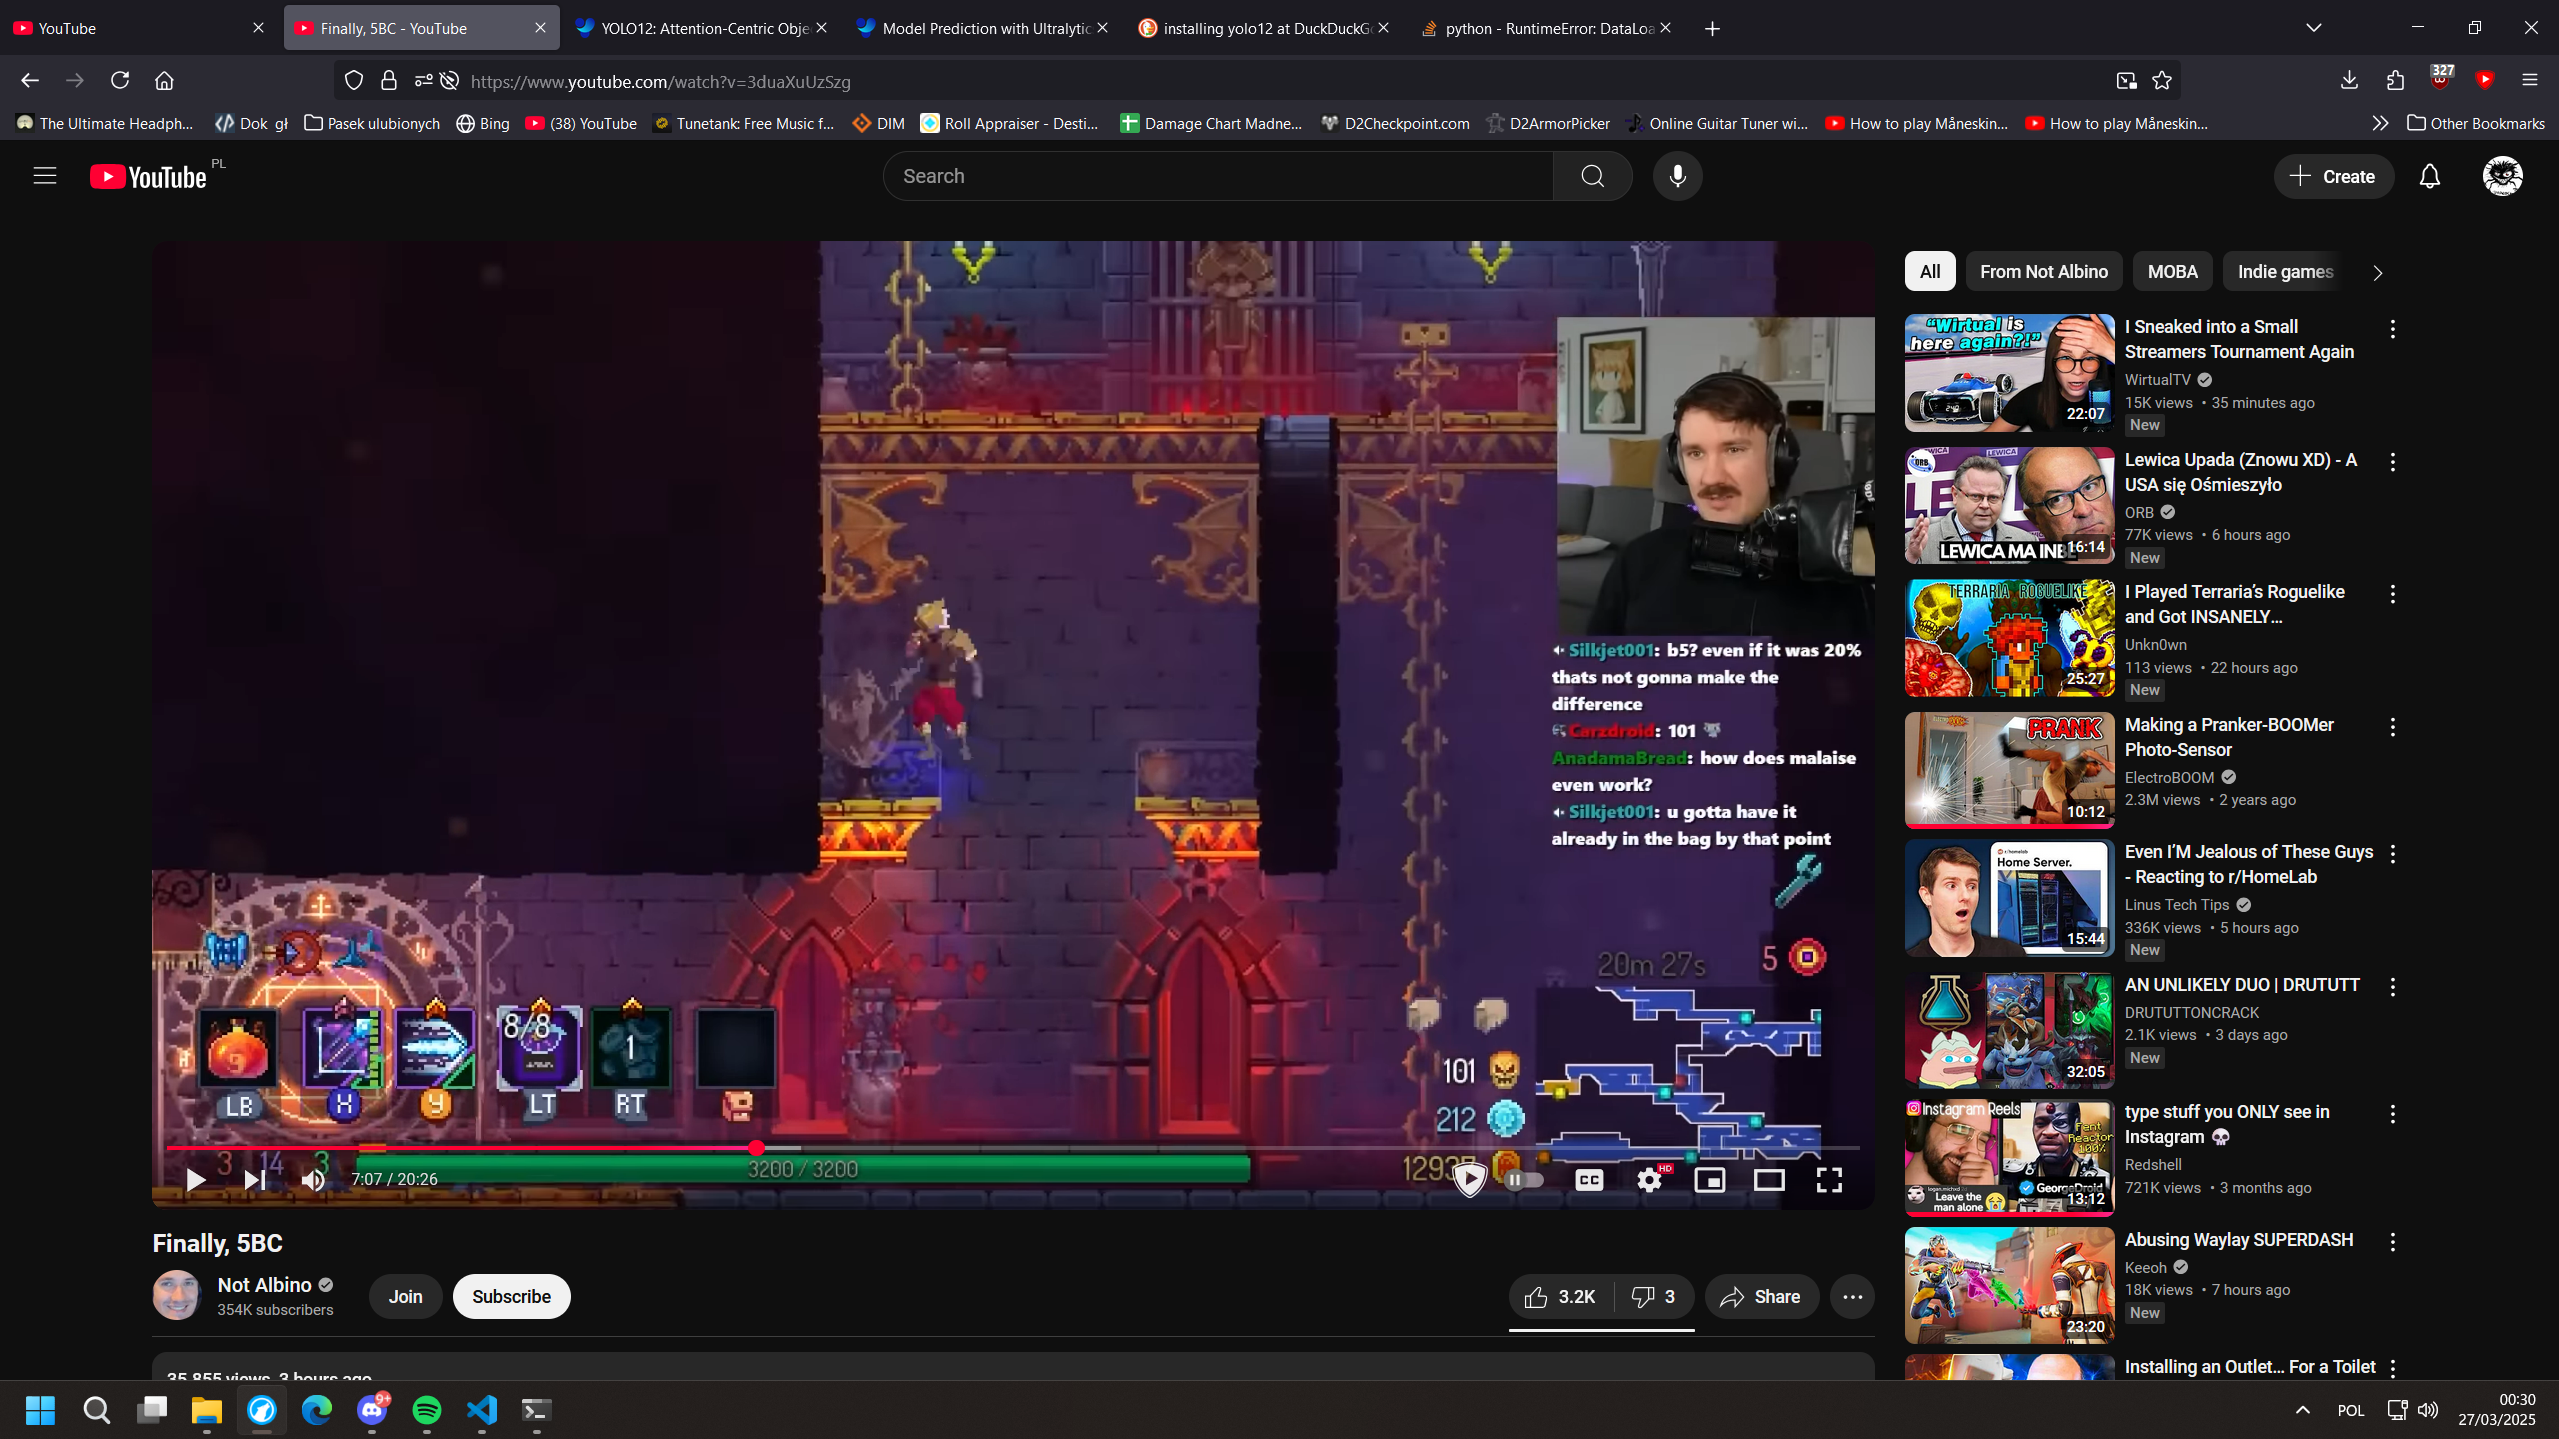 YouTube
Finally, 5BC - YouTube
YOLO12: Attention-Centric Obje
Model Prediction with Ultralytic
installing yolo12 at DuckDuckGo
python - RuntimeError: DataLoa
https://www.youtube.com/watch?v=3duaXuUzSzg
327
The Ultimate Headph...
Dok gł
Pasek ulubionych
Bing
(38) YouTube
Tunetank: Free Music f...
DIM
Roll Appraiser - Desti...
Damage Chart Madne...
D2Checkpoint.com
D2ArmorPicker
Online Guitar Tuner wi...
How to play Måneskin...
How to play Måneskin...
Other Bookmarks
YouTube PL
Search
Create
Silkjet001: b5? even if it was 20%
thats not gonna make the
difference
Carzdroid: 101
AnadamaBread: how does malaise
even work?
Silkjet001: u gotta have it
already in the bag by that point
20m 27s
5
9
8/8
1
LB
X
Y
LT
RT
101
212
3 14 3
3200 / 3200
7:07 / 20:26
CC
HD
Finally, 5BC
Not Albino
354K subscribers
Join
Subscribe
3.2K
3
Share
35,855 views 3 hours ago
All
From Not Albino
MOBA
Indie games
"Wirtual is
here again?!"
22:07
I Sneaked into a Small
Streamers Tournament Again
WirtualTV
15K views • 35 minutes ago
New
ORB
LEWICA
LEWICA MA INBĘ
16:14
Lewica Upada (Znowu XD) - A
USA się Ośmieszyło
ORB
77K views • 6 hours ago
New
TERRARIA ROGUELIKE
25:27
I Played Terraria's Roguelike
and Got INSANELY...
Unkn0wn
113 views • 22 hours ago
New
PRANK
10:12
Making a Pranker-BOOMer
Photo-Sensor
ElectroBOOM
2.3M views • 2 years ago
r/homelab
Home Server.
15:44
Even I'M Jealous of These Guys
- Reacting to r/HomeLab
Linus Tech Tips
336K views • 5 hours ago
New
32:05
AN UNLIKELY DUO | DRUTUTT
DRUTUTTONCRACK
2.1K views • 3 days ago
New
Instagram Reels
Fent
Reactor
100%
GeorgeDroid
Leave the
man alone
13:12
type stuff you ONLY see in
Instagram 💀
Redshell
721K views • 3 months ago
23:20
Abusing Waylay SUPERDASH
Keeoh
18K views • 7 hours ago
New
Installing an Outlet... For a Toilet
9+
POL
00:30
27/03/2025